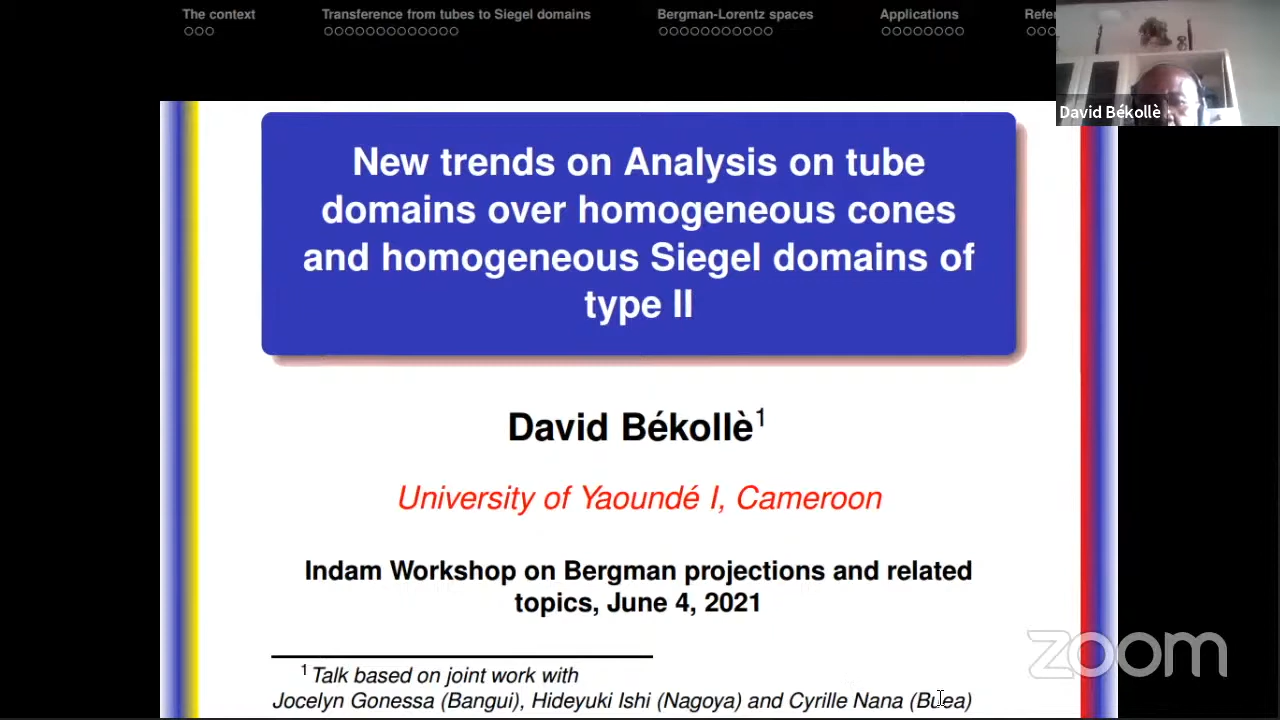 The context
Transference from tubes to Siegel domains
Bergman-Lorentz spaces
Applications
David Békollè
New trends on Analysis on tube
domains over homogeneous cones
and homogeneous Siegel domains of
type II
David Békollè¹
University of Yaoundé I, Cameroon
Indam Workshop on Bergman projections and related
topics, June 4, 2021
zoom
¹Talk based on joint work with
Jocelyn Gonessa (Bangui), Hideyuki Ishi (Nagoya) and Cyrille Nana (Buea)